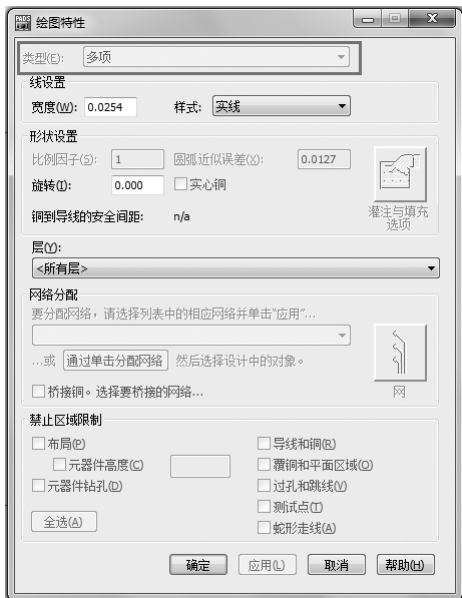 PADS 绘图特性
类型(E): 多项
线设置
宽度(W): 0.0254 样式: 实线
形状设置
比例因子(S): 1 圆弧近似误差(X): 0.0127
旋转(I): 0.000 实心铜
铜到导线的安全间距: n/a
灌注与填充
选项
层(Y):
<所有层>
网络分配
要分配网络，请选择列表中的相应网络并单击“应用”...
...或 通过单击分配网络 然后选择设计中的对象。
桥接铜。选择要桥接的网络...
网
禁止区域限制
布局(P) 导线和铜(R)
元器件高度(C) 覆铜和平面区域(O)
元器件钻孔(D) 过孔和跳线(V)
测试点(T)
全选(A) 蛇形走线(A)
确定 应用(L) 取消 帮助(H)